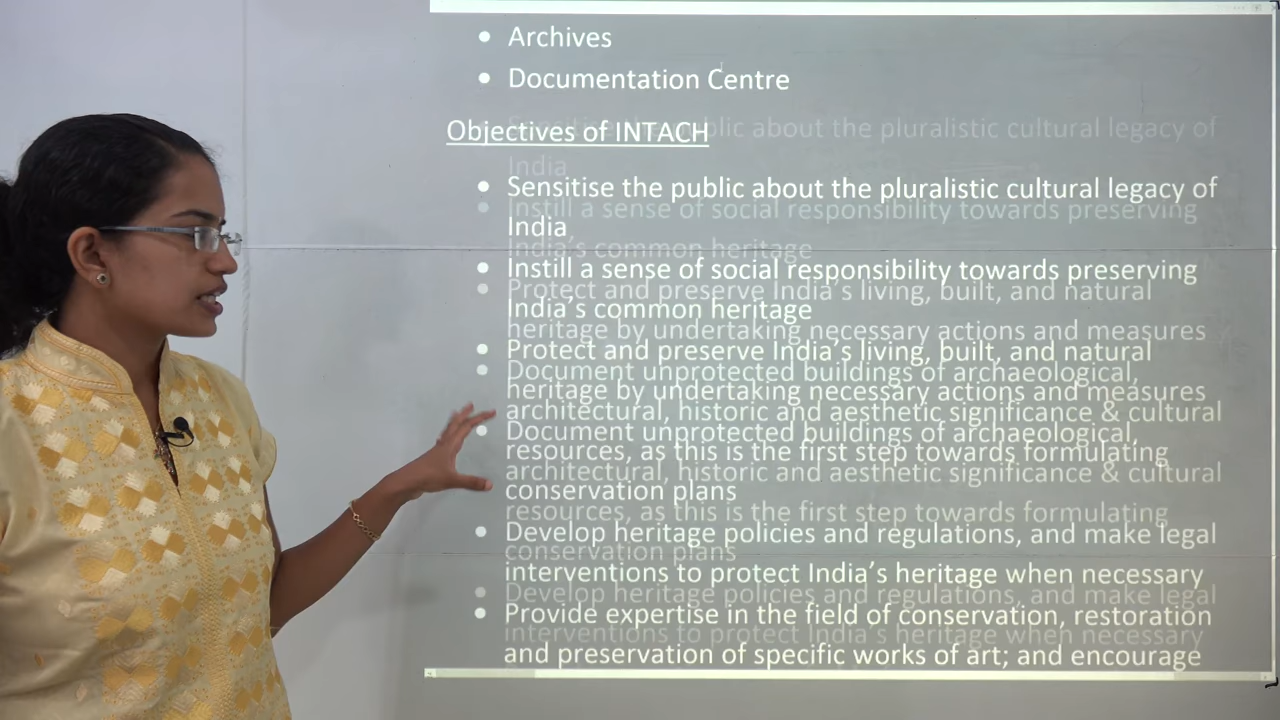 • Archives
• Documentation Centre
Objectives of INTACH
• Sensitise the public about the pluralistic cultural legacy of
India
• Instill a sense of social responsibility towards preserving
India's common heritage
• Protect and preserve India's living, built, and natural
heritage by undertaking necessary actions and measures
• Document unprotected buildings of archaeological,
architectural, historic and aesthetic significance & cultural
resources, as this is the first step towards formulating
conservation plans
• Develop heritage policies and regulations, and make legal
interventions to protect India's heritage when necessary
• Provide expertise in the field of conservation, restoration
and preservation of specific works of art; and encourage